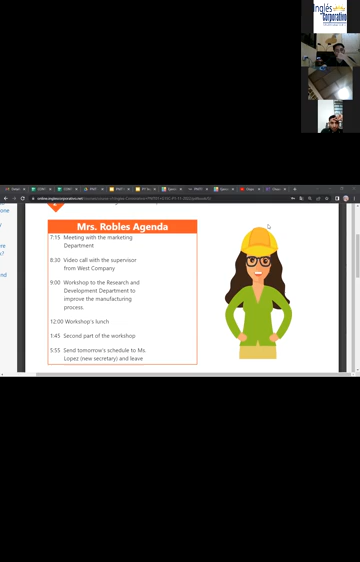 Inglés
Corporativo
Mrs. Robles Agenda
7:15 Meeting with the marketing
Department
8:30 Video call with the supervisor
from West Company
9:00 Workshop to the Research and
Development Department to
improve the manufacturing
process
12:00 Workshop's lunch
1:45 Second part of the workshop
5:55 Send tomorrow's schedule to Ms.
Lopez (new secretary) and leave